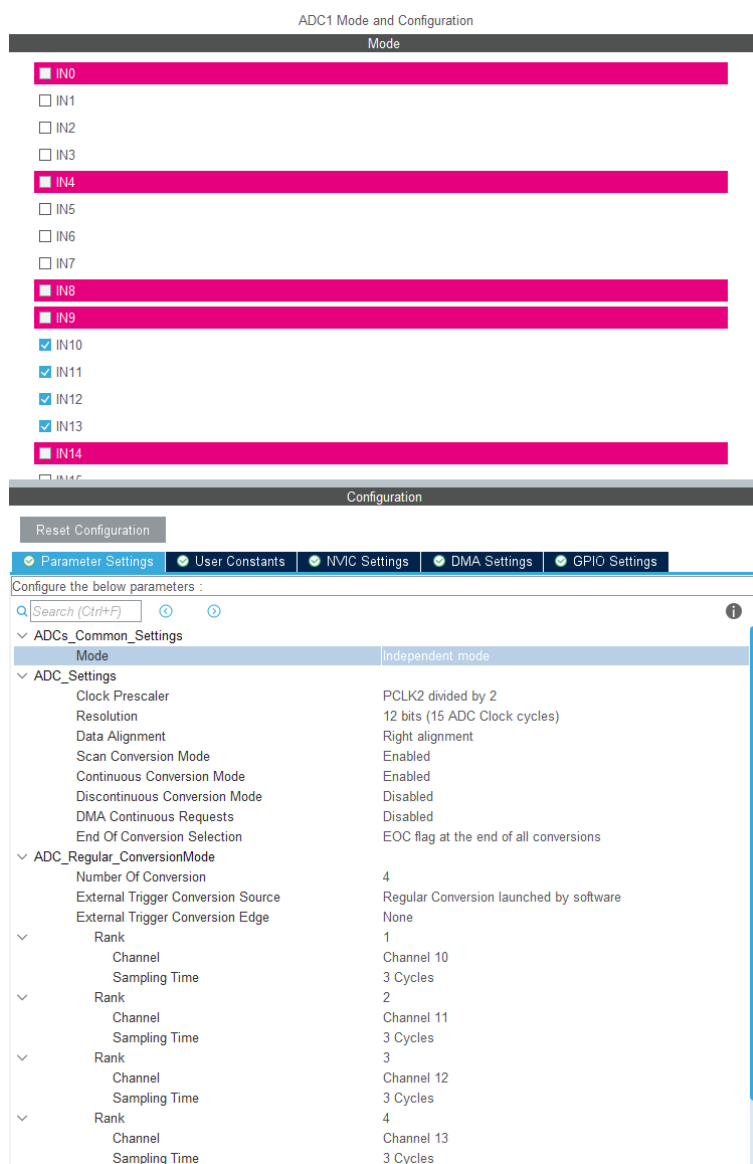 ADC1 Mode and Configuration
Mode
IN0
IN1
IN2
IN3
IN4
IN5
IN6
IN7
IN8
IN9
IN10
IN11
IN12
IN13
IN14
Configuration
Reset Configuration
Parameter Settings User Constants NVIC Settings DMA Settings GPIO Settings
Configure the below parameters :
Search (Ctrl+F)
ADCs_Common_Settings
Mode Independent mode
ADC_Settings
Clock Prescaler PCLK2 divided by 2
Resolution 12 bits (15 ADC Clock cycles)
Data Alignment Right alignment
Scan Conversion Mode Enabled
Continuous Conversion Mode Enabled
Discontinuous Conversion Mode Disabled
DMA Continuous Requests Disabled
End Of Conversion Selection EOC flag at the end of all conversions
ADC_Regular_ConversionMode
Number Of Conversion 4
External Trigger Conversion Source Regular Conversion launched by software
External Trigger Conversion Edge None
Rank 1
Channel Channel 10
Sampling Time 3 Cycles
Rank 2
Channel Channel 11
Sampling Time 3 Cycles
Rank 3
Channel Channel 12
Sampling Time 3 Cycles
Rank 4
Channel Channel 13
Sampling Time 3 Cycles